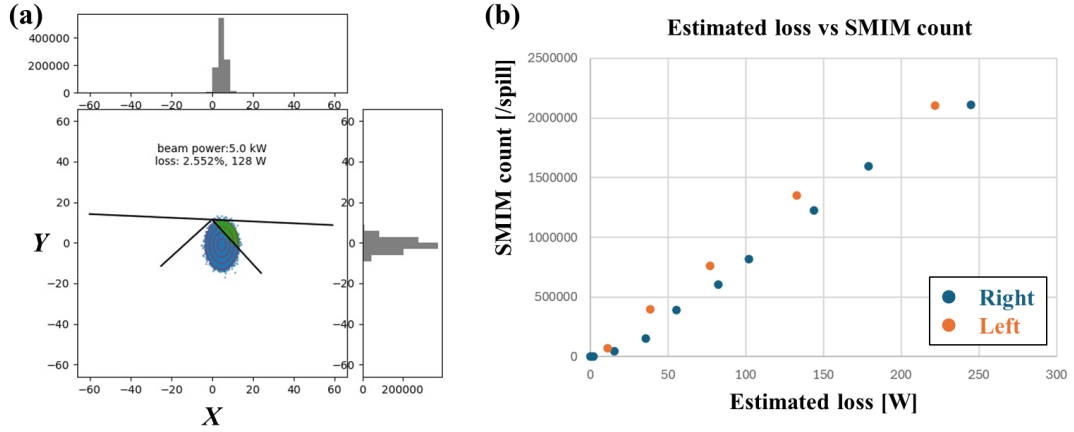 (a)
400000
200000
0
−60 −40 −20 0 20 40 60
beam power:5.0 kW
loss: 2.552%, 128 W
60
40
20
0
−20
−40
−60
Y
−60 −40 −20 0 20 40 60
X
60
40
20
0
−20
−40
−60
0 200000
(b)
Estimated loss vs SMIM count
SMIM count [/spill]
2500000
2000000
1500000
1000000
500000
0
0 50 100 150 200 250 300
Estimated loss [W]
Right
Left